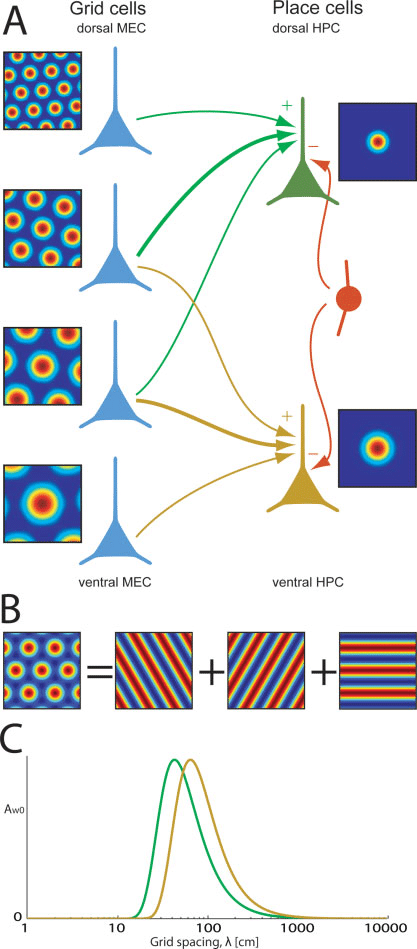 A
Grid cells
Place cells
dorsal MEC
dorsal HPC
+
−
+
−
ventral MEC
ventral HPC
B
= + +
C
Aw0
0
1 10 100 1000 10000
Grid spacing, λ [cm]